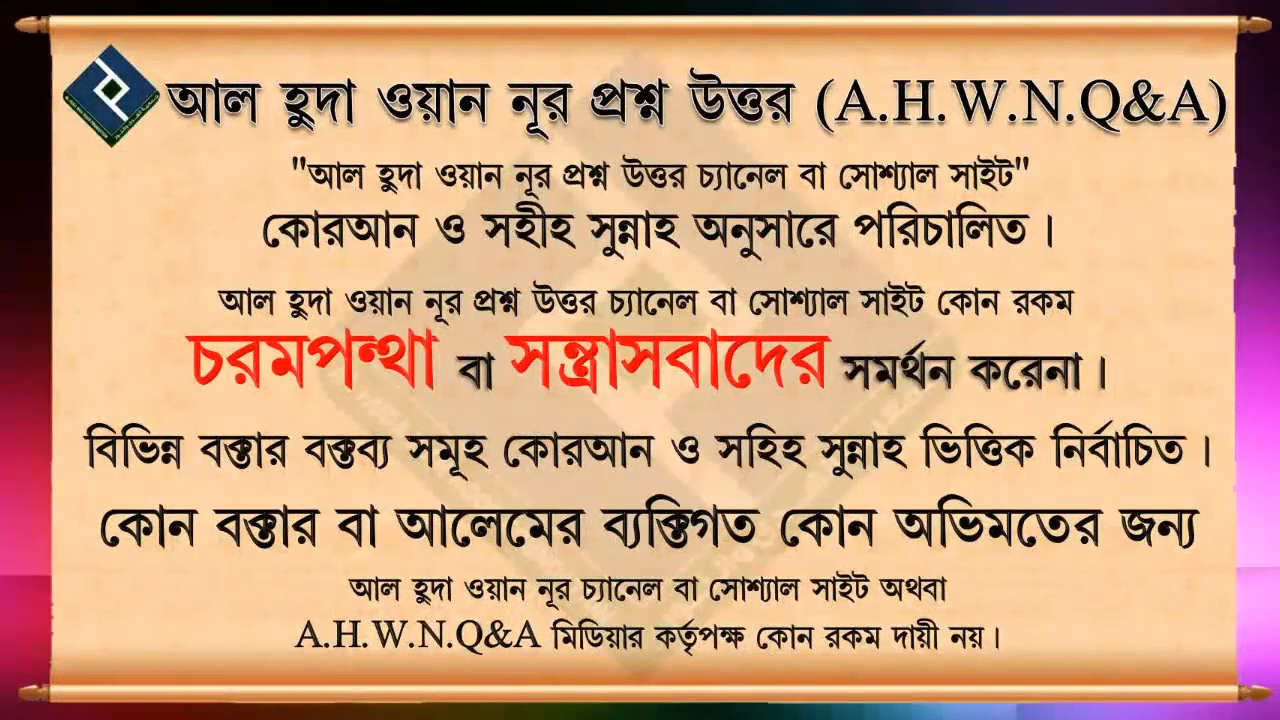 আল হুদা ওয়ান নূর প্রশ্ন উত্তর (A.H.W.N.Q&A)
"আল হুদা ওয়ান নূর প্রশ্ন উত্তর চ্যানেল বা সোশ্যাল সাইট"
কোরআন ও সহীহ সুন্নাহ অনুসারে পরিচালিত ।
আল হুদা ওয়ান নূর প্রশ্ন উত্তর চ্যানেল বা সোশ্যাল সাইট কোন রকম
চরমপন্থা বা সন্ত্রাসবাদের সমর্থন করেনা ।
বিভিন্ন বক্তার বক্তব্য সমূহ কোরআন ও সহিহ সুন্নাহ ভিত্তিক নির্বাচিত ।
কোন বক্তার বা আলেমের ব্যক্তিগত কোন অভিমতের জন্য
আল হুদা ওয়ান নূর চ্যানেল বা সোশ্যাল সাইট অথবা
A.H.W.N.Q&A মিডিয়ার কর্তৃপক্ষ কোন রকম দায়ী নয় ।